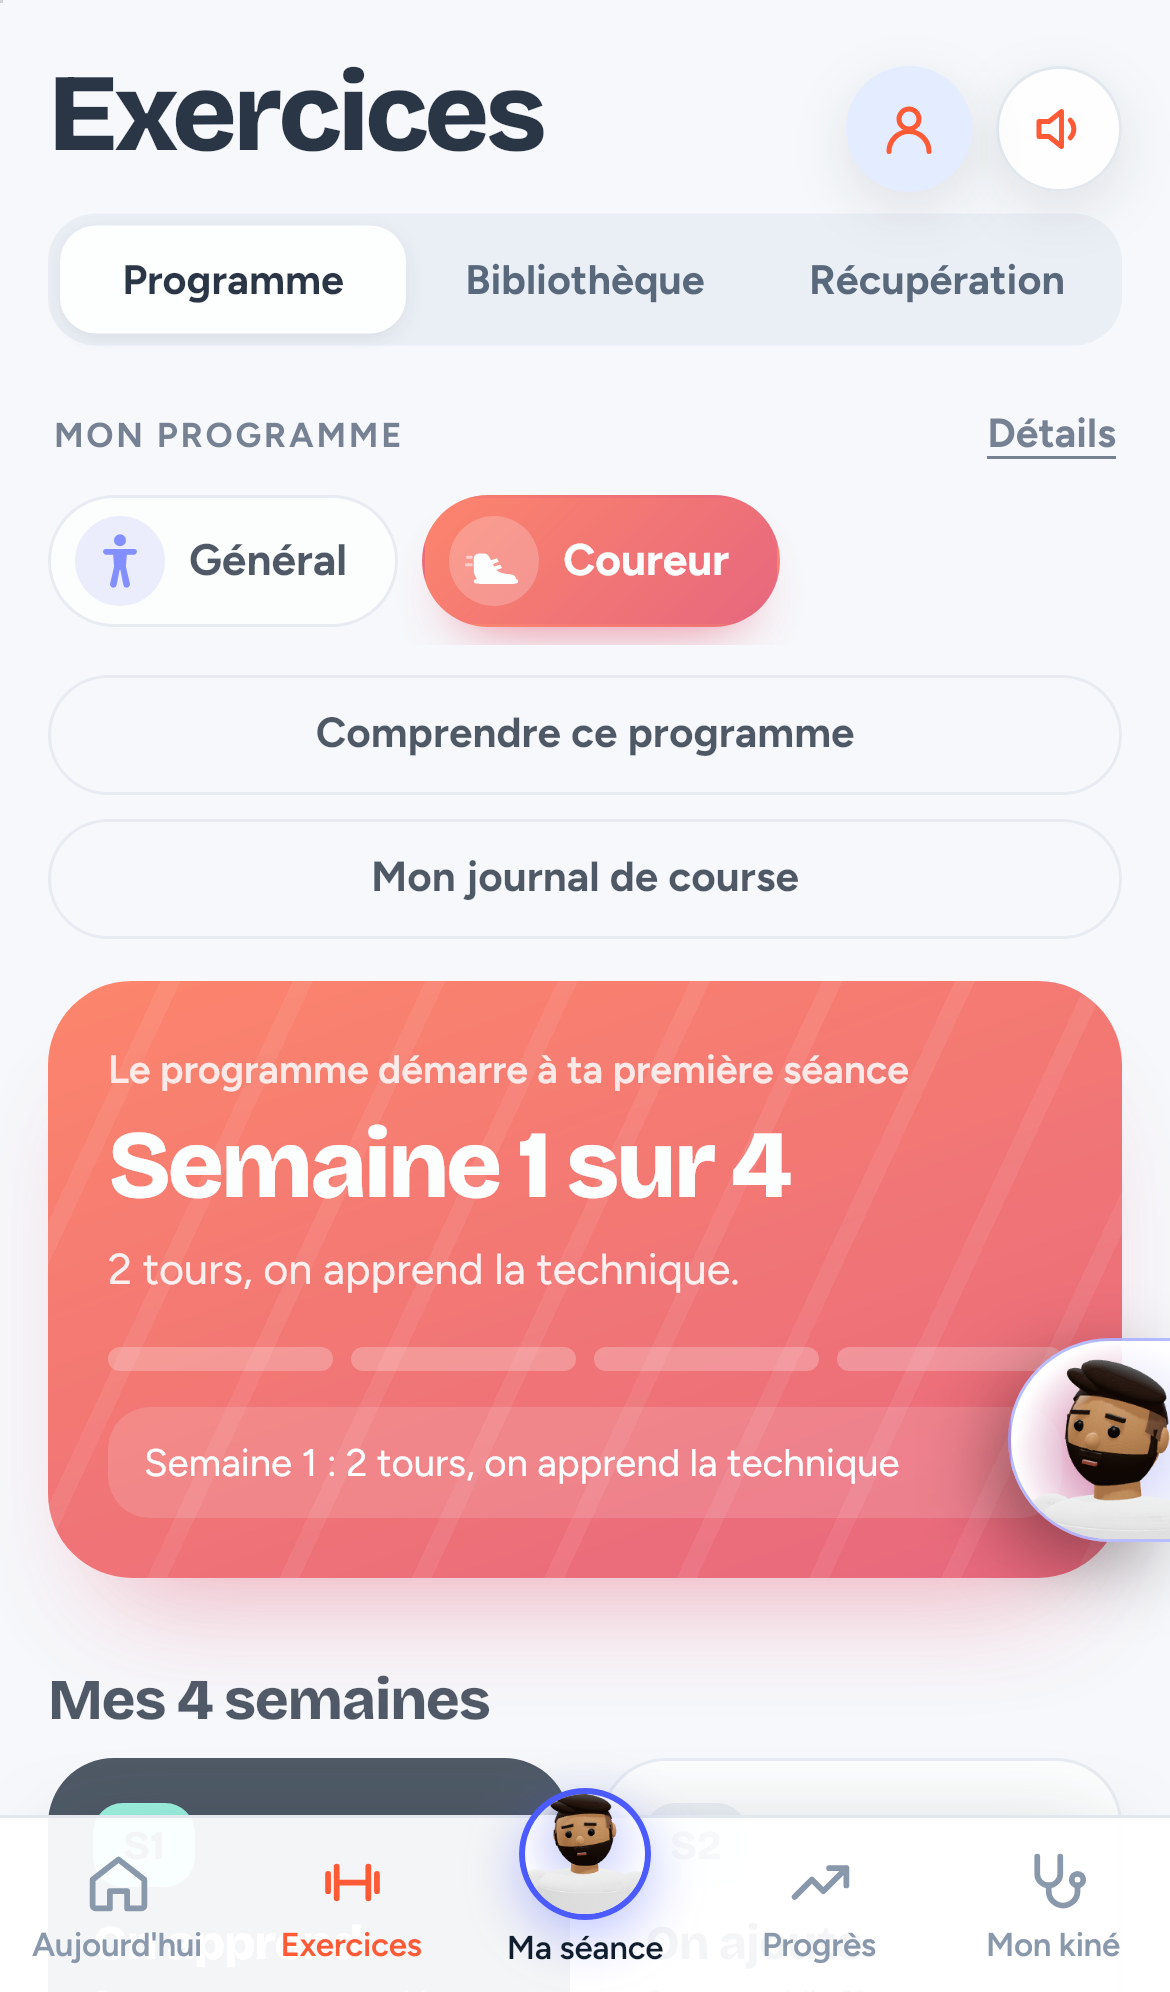 Exercices
Programme
Bibliothèque
Récupération
MON PROGRAMME
Détails
Général
Coureur
Comprendre ce programme
Mon journal de course
Le programme démarre à ta première séance
Semaine 1 sur 4
2 tours, on apprend la technique.
Semaine 1 : 2 tours, on apprend la technique
Mes 4 semaines
S1
S2
Aujourd'hui
Exercices
Ma séance
Progrès
Mon kiné